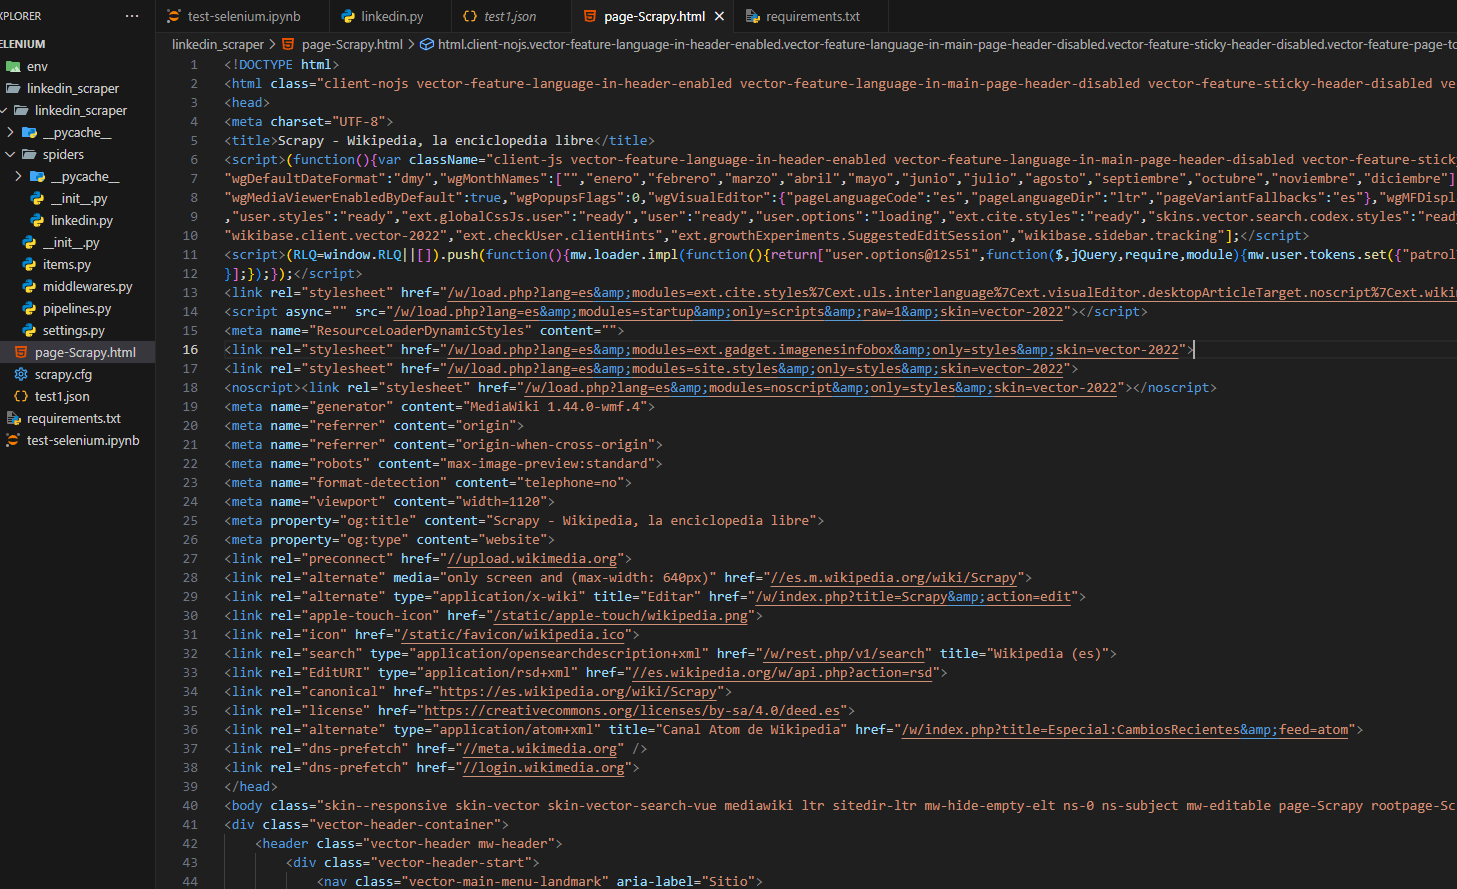 XPLORER
ELENIUM
env
linkedin_scraper
linkedin_scraper
__pycache__
spiders
__pycache__
__init__.py
linkedin.py
__init__.py
items.py
middlewares.py
pipelines.py
settings.py
page-Scrapy.html
scrapy.cfg
test1.json
requirements.txt
test-selenium.ipynb
test-selenium.ipynb linkedin.py test1.json page-Scrapy.html requirements.txt
linkedin_scraper > page-Scrapy.html > html.client-nojs.vector-feature-language-in-header-enabled.vector-feature-language-in-main-page-header-disabled.vector-feature-sticky-header-disabled.vector-feature-page-to
1 <!DOCTYPE html>
2 <html class="client-nojs vector-feature-language-in-header-enabled vector-feature-language-in-main-page-header-disabled vector-feature-sticky-header-disabled ve
3 <head>
4 <meta charset="UTF-8">
5 <title>Scrapy - Wikipedia, la enciclopedia libre</title>
6 <script>(function(){var className="client-js vector-feature-language-in-header-enabled vector-feature-language-in-main-page-header-disabled vector-feature-sticky
7 "wgDefaultDateFormat":"dmy","wgMonthNames":["","enero","febrero","marzo","abril","mayo","junio","julio","agosto","septiembre","octubre","noviembre","diciembre"]
8 "wgMediaViewerEnabledByDefault":true,"wgPopupsFlags":0,"wgVisualEditor":{"pageLanguageCode":"es","pageLanguageDir":"ltr","pageVariantFallbacks":"es"},"wgMFDispl
9 ,"user.styles":"ready","ext.globalCssJs.user":"ready","user":"ready","user.options":"loading","ext.cite.styles":"ready","skins.vector.search.codex.styles":"read
10 "wikibase.client.vector-2022","ext.checkUser.clientHints","ext.growthExperiments.SuggestedEditSession","wikibase.sidebar.tracking"];</script>
11 <script>(RLQ=window.RLQ||[]).push(function(){mw.loader.impl(function(){return["user.options@12s5i",function($,jQuery,require,module){mw.user.tokens.set({"patrol
12 }];});});</script>
13 <link rel="stylesheet" href="/w/load.php?lang=es&amp;modules=ext.cite.styles%7Cext.uls.interlanguage%7Cext.visualEditor.desktopArticleTarget.noscript%7Cext.wiki
14 <script async="" src="/w/load.php?lang=es&amp;modules=startup&amp;only=scripts&amp;raw=1&amp;skin=vector-2022"></script>
15 <meta name="ResourceLoaderDynamicStyles" content="">
16 <link rel="stylesheet" href="/w/load.php?lang=es&amp;modules=ext.gadget.imagenesinfobox&amp;only=styles&amp;skin=vector-2022">
17 <link rel="stylesheet" href="/w/load.php?lang=es&amp;modules=site.styles&amp;only=styles&amp;skin=vector-2022">
18 <noscript><link rel="stylesheet" href="/w/load.php?lang=es&amp;modules=noscript&amp;only=styles&amp;skin=vector-2022"></noscript>
19 <meta name="generator" content="MediaWiki 1.44.0-wmf.4">
20 <meta name="referrer" content="origin">
21 <meta name="referrer" content="origin-when-cross-origin">
22 <meta name="robots" content="max-image-preview:standard">
23 <meta name="format-detection" content="telephone=no">
24 <meta name="viewport" content="width=1120">
25 <meta property="og:title" content="Scrapy - Wikipedia, la enciclopedia libre">
26 <meta property="og:type" content="website">
27 <link rel="preconnect" href="//upload.wikimedia.org">
28 <link rel="alternate" media="only screen and (max-width: 640px)" href="//es.m.wikipedia.org/wiki/Scrapy">
29 <link rel="alternate" type="application/x-wiki" title="Editar" href="/w/index.php?title=Scrapy&amp;action=edit">
30 <link rel="apple-touch-icon" href="/static/apple-touch/wikipedia.png">
31 <link rel="icon" href="/static/favicon/wikipedia.ico">
32 <link rel="search" type="application/opensearchdescription+xml" href="/w/rest.php/v1/search" title="Wikipedia (es)">
33 <link rel="EditURI" type="application/rsd+xml" href="//es.wikipedia.org/w/api.php?action=rsd">
34 <link rel="canonical" href="https://es.wikipedia.org/wiki/Scrapy">
35 <link rel="license" href="https://creativecommons.org/licenses/by-sa/4.0/deed.es">
36 <link rel="alternate" type="application/atom+xml" title="Canal Atom de Wikipedia" href="/w/index.php?title=Especial:CambiosRecientes&amp;feed=atom">
37 <link rel="dns-prefetch" href="//meta.wikimedia.org" />
38 <link rel="dns-prefetch" href="//login.wikimedia.org">
39 </head>
40 <body class="skin--responsive skin-vector skin-vector-search-vue mediawiki ltr sitedir-ltr mw-hide-empty-elt ns-0 ns-subject mw-editable page-Scrapy rootpage-Sc
41 <div class="vector-header-container">
42 <header class="vector-header mw-header">
43 <div class="vector-header-start">
44 <nav class="vector-main-menu-landmark" aria-label="Sitio">